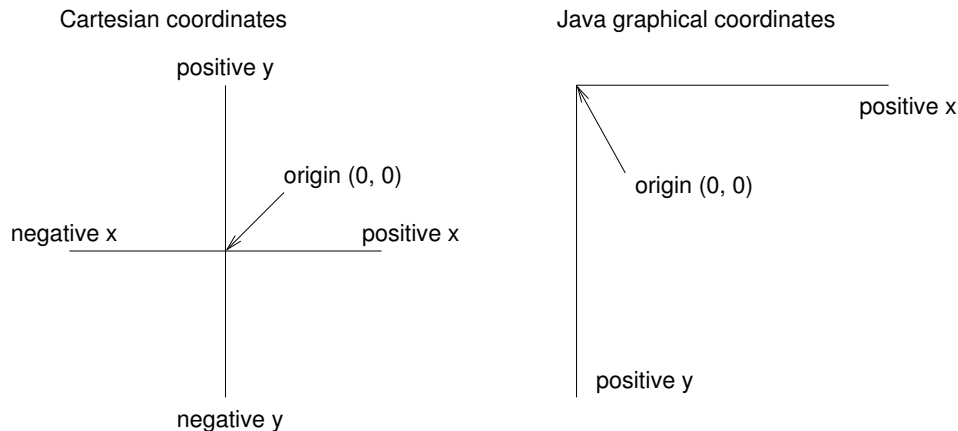 Cartesian coordinates
positive y
origin (0, 0)
negative x
positive x
negative y
Java graphical coordinates
positive x
origin (0, 0)
positive y